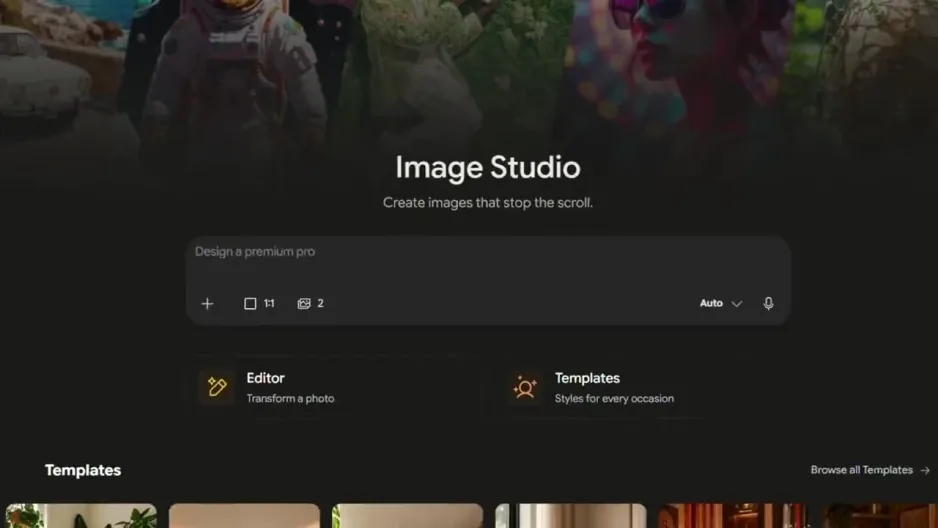 Image Studio
Create images that stop the scroll.
Design a premium pro
1:1
2
Auto
Editor
Transform a photo
Templates
Styles for every occasion
Templates
Browse all Templates